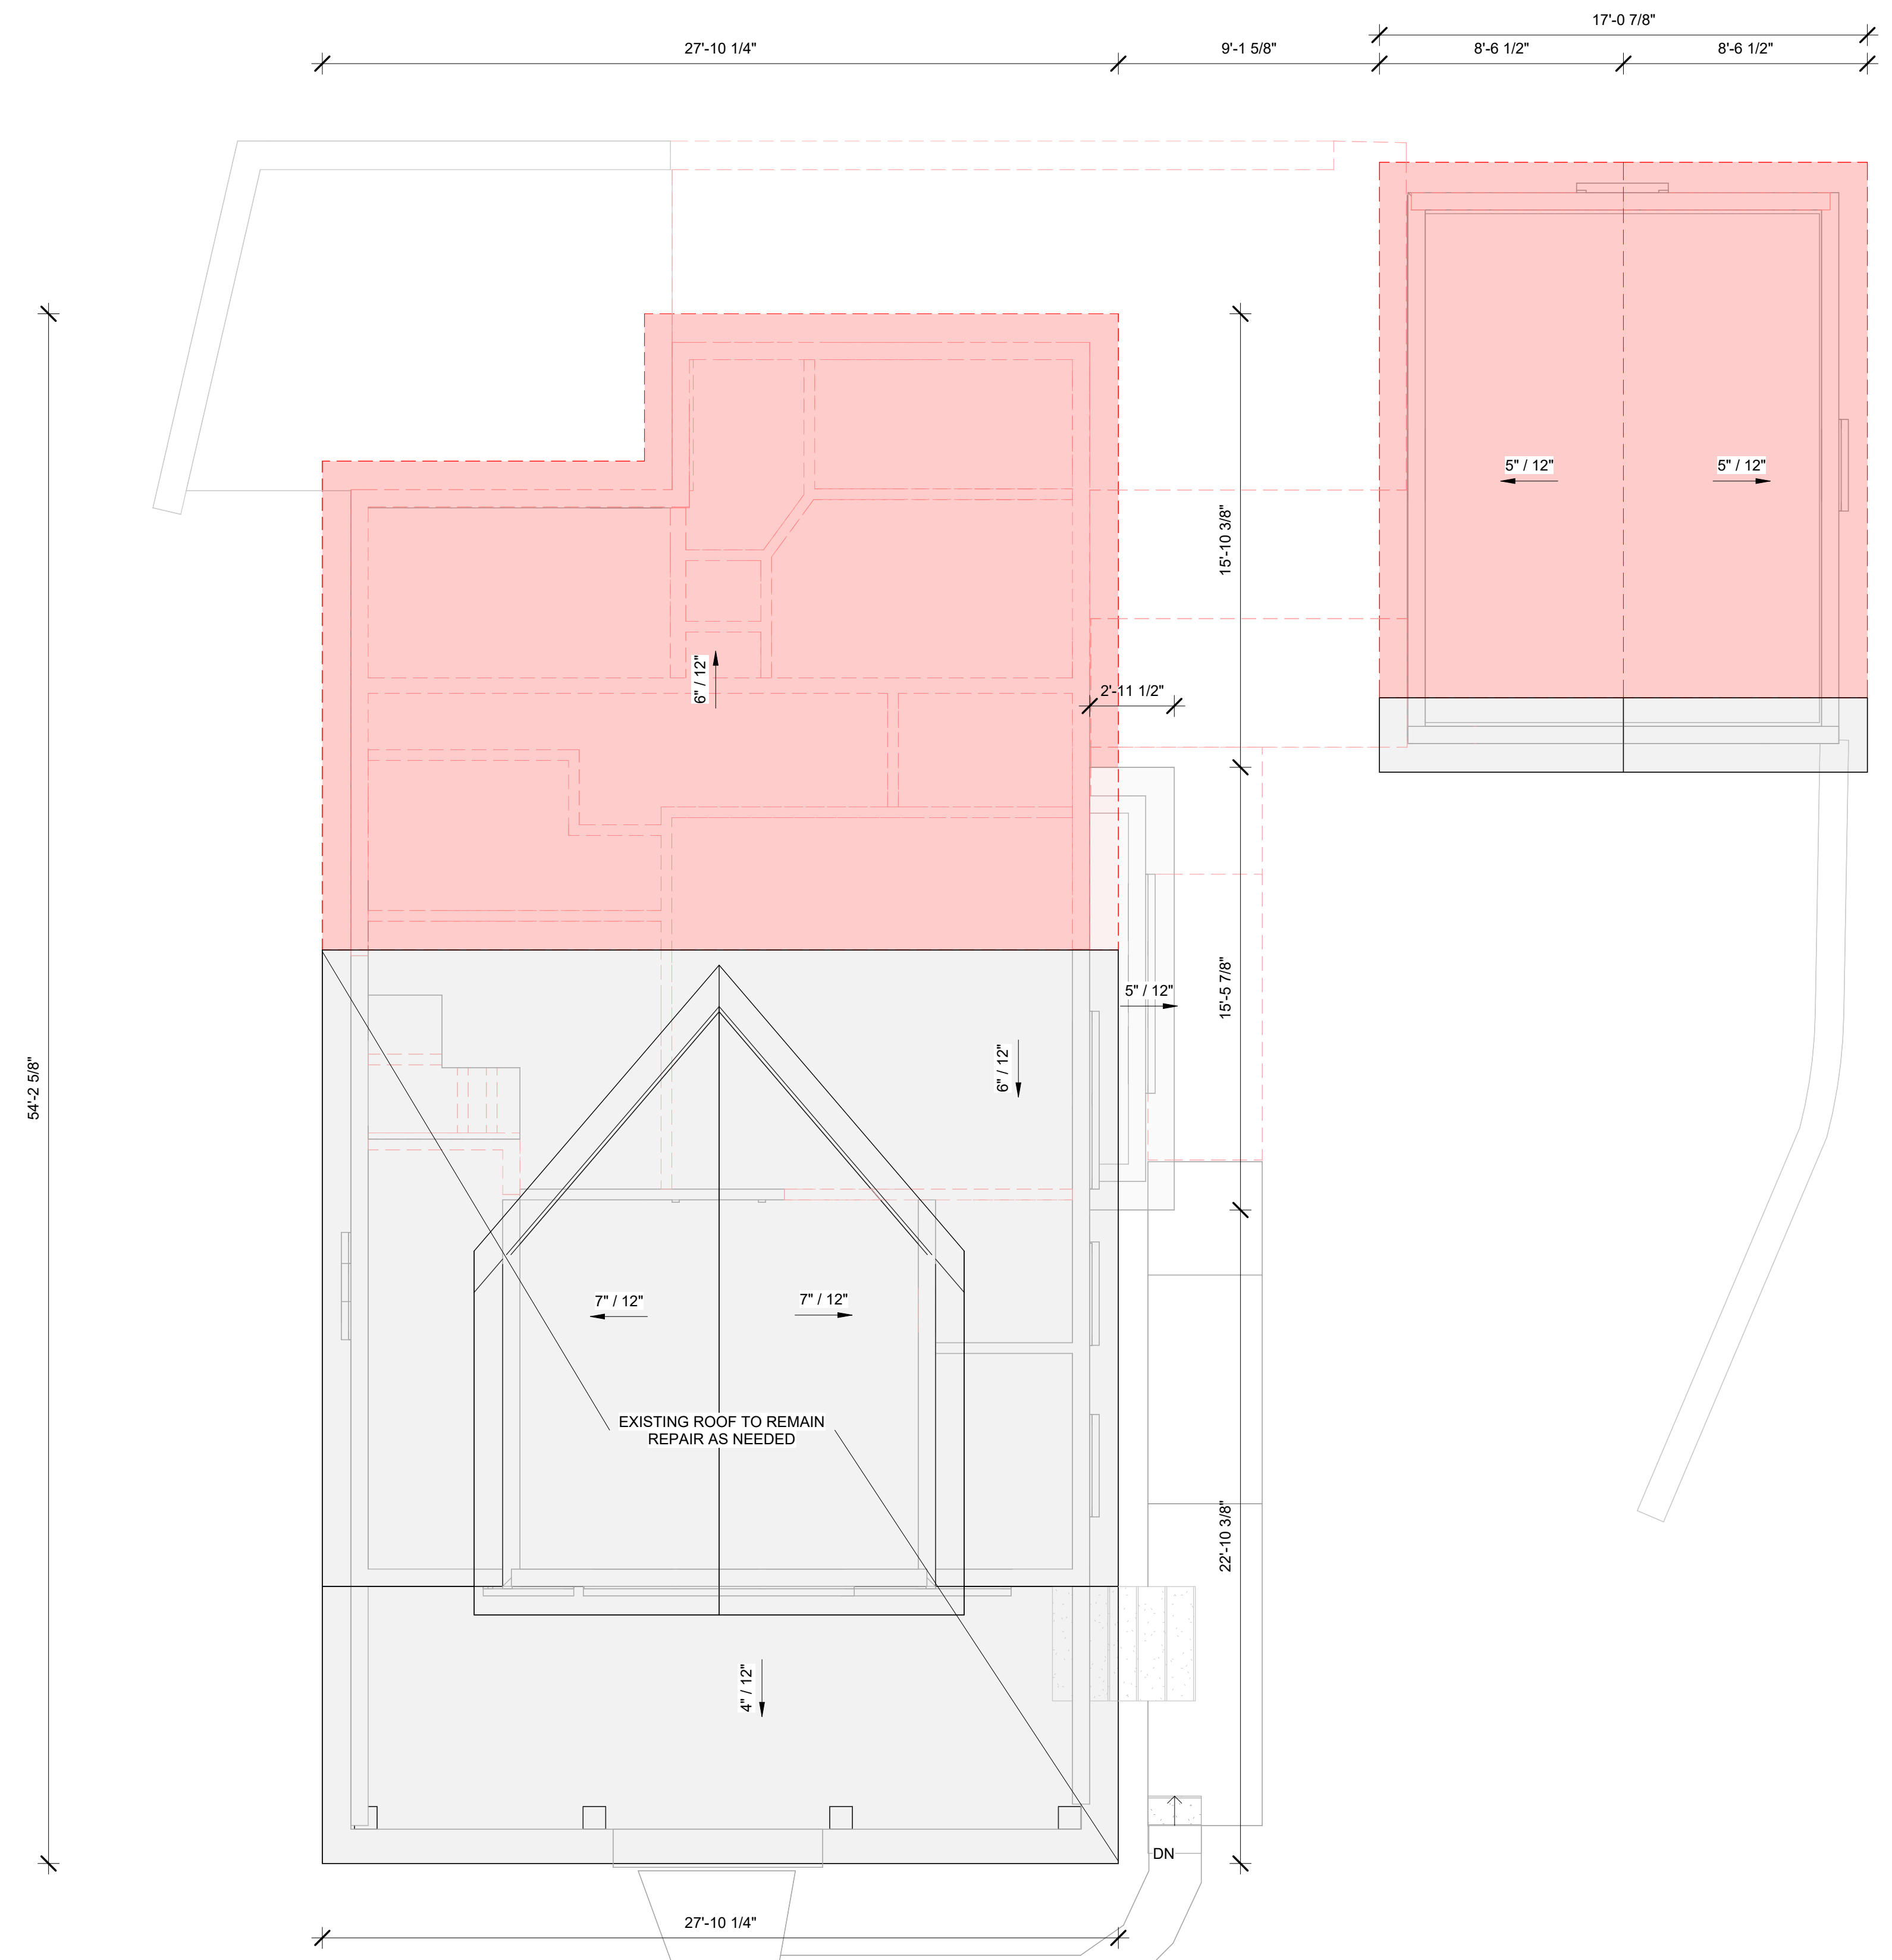 17'-0 7/8"
27'-10 1/4"
9'-1 5/8"
8'-6 1/2"
8'-6 1/2"
5" / 12"
5" / 12"
15'-10 3/8"
6" / 12"
2'-11 1/2"
15'-5 7/8"
5" / 12"
6" / 12"
54'-2 5/8"
7" / 12"
7" / 12"
EXISTING ROOF TO REMAIN
REPAIR AS NEEDED
22'-10 3/8"
4" / 12"
DN
27'-10 1/4"